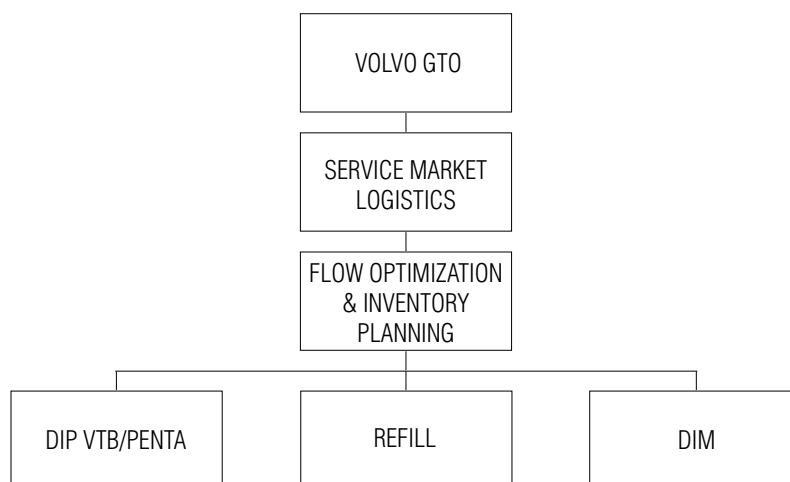 VOLVO GTO
SERVICE MARKET
LOGISTICS
FLOW OPTIMIZATION
& INVENTORY
PLANNING
DIP VTB/PENTA
REFILL
DIM